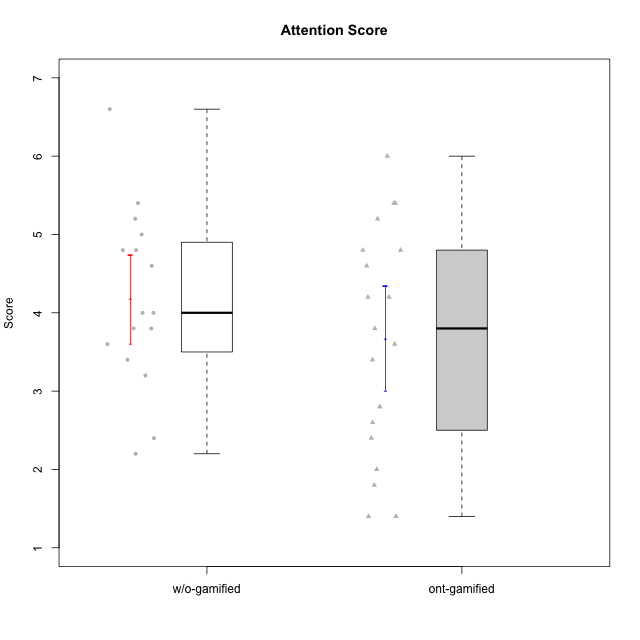 Attention Score
7
6
5
4
3
2
1
Score
w/o-gamified
ont-gamified